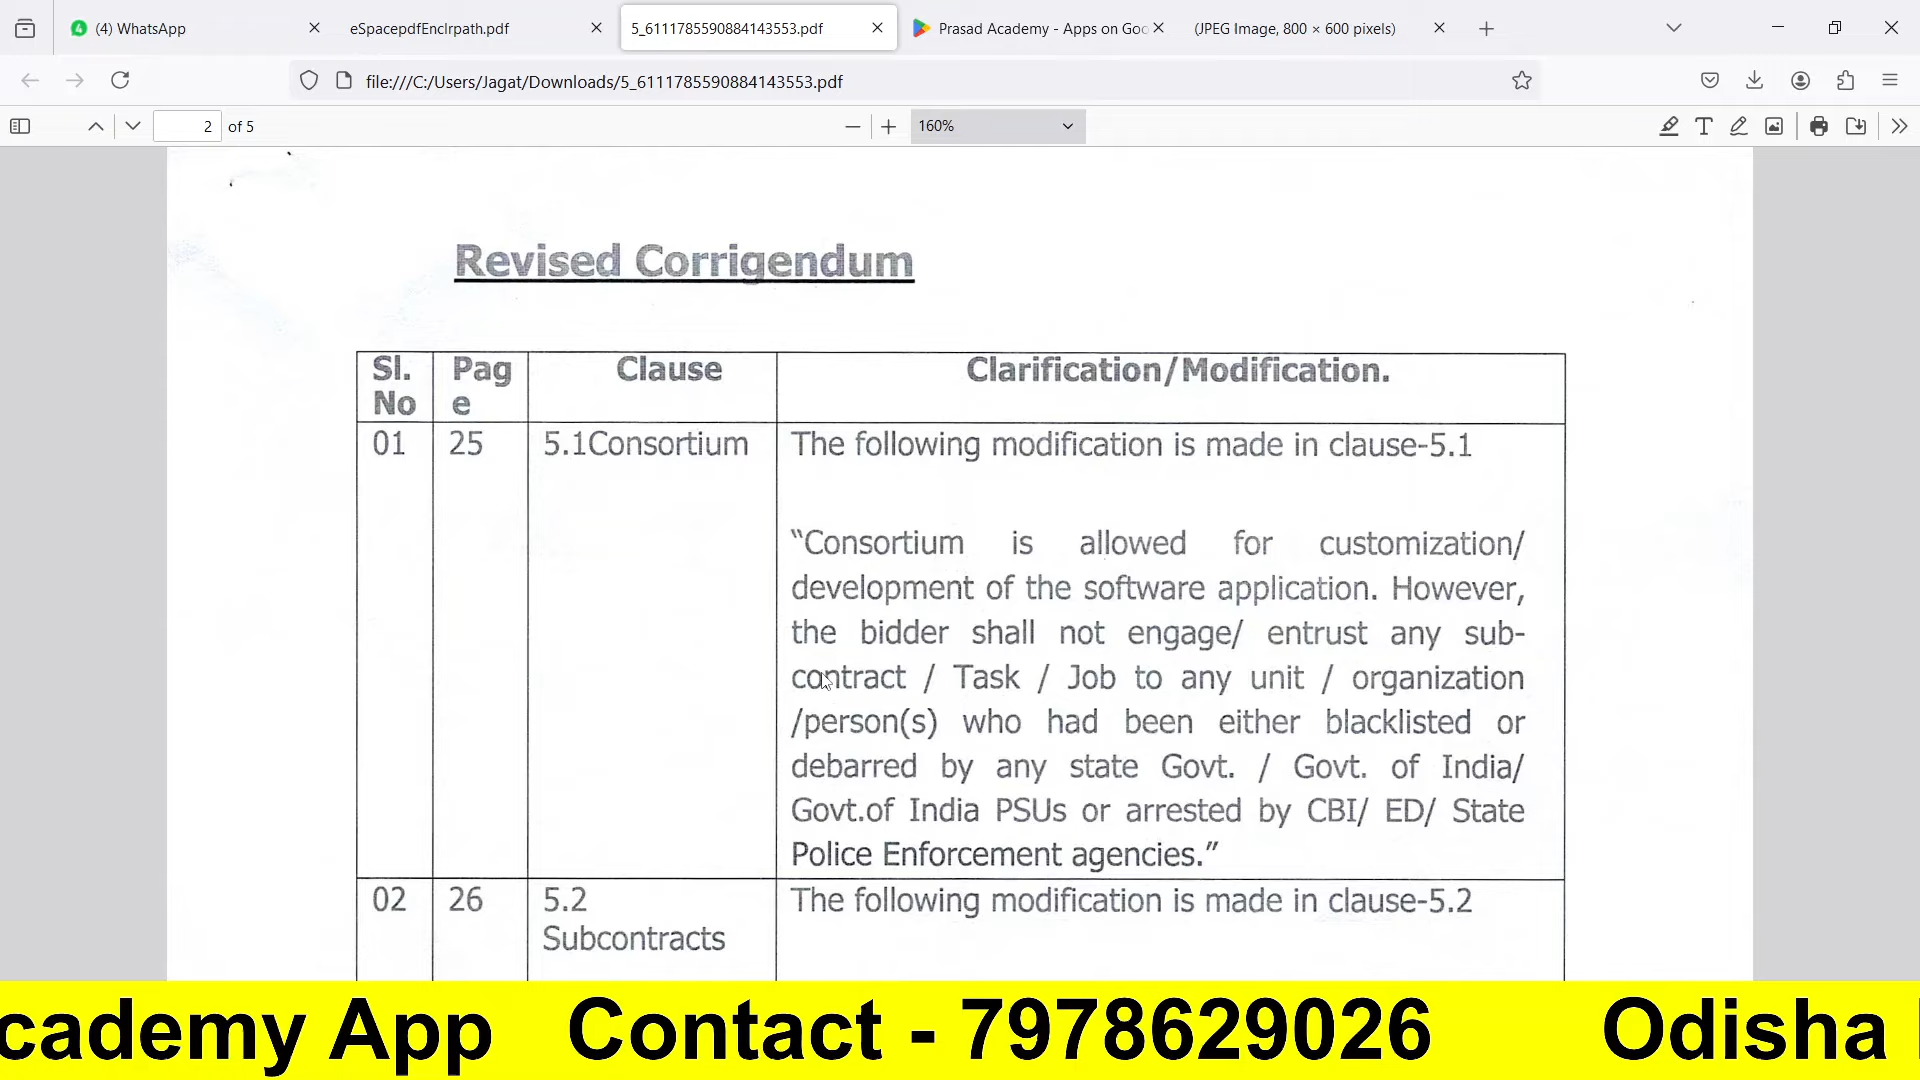 (4) WhatsApp
eSpacepdfEnclrpath.pdf
5_6111785590884143553.pdf
Prasad Academy - Apps on Goo
(JPEG Image, 800 × 600 pixels)
file:///C:/Users/Jagat/Downloads/5_6111785590884143553.pdf
2 of 5
160%
Revised Corrigendum
Sl. No
Page
Clause
Clarification/Modification.
01
25
5.1Consortium
The following modification is made in clause-5.1
“Consortium is allowed for customization/
development of the software application. However,
the bidder shall not engage/ entrust any sub-
contract / Task / Job to any unit / organization
/person(s) who had been either blacklisted or
debarred by any state Govt. / Govt. of India/
Govt.of India PSUs or arrested by CBI/ ED/ State
Police Enforcement agencies.”
02
26
5.2
Subcontracts
The following modification is made in clause-5.2
cademy App Contact - 7978629026 Odisha